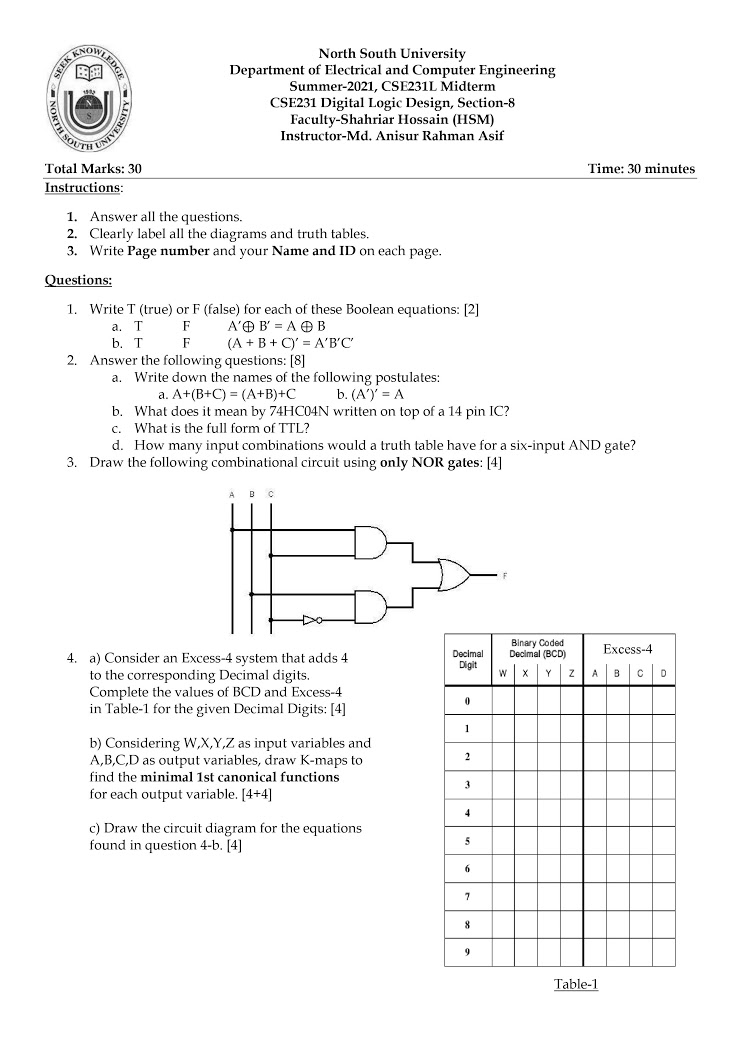 SEEK KNOWLEDGE
1992
N
S
NORTH SOUTH UNIVERSITY
North South University
Department of Electrical and Computer Engineering
Summer-2021, CSE231L Midterm
CSE231 Digital Logic Design, Section-8
Faculty-Shahriar Hossain (HSM)
Instructor-Md. Anisur Rahman Asif
Total Marks: 30 Time: 30 minutes
Instructions:
1. Answer all the questions.
2. Clearly label all the diagrams and truth tables.
3. Write Page number and your Name and ID on each page.
Questions:
1. Write T (true) or F (false) for each of these Boolean equations: [2]
a. T F A'⊕ B' = A ⊕ B
b. T F (A + B + C)' = A'B'C'
2. Answer the following questions: [8]
a. Write down the names of the following postulates:
a. A+(B+C) = (A+B)+C b. (A')' = A
b. What does it mean by 74HC04N written on top of a 14 pin IC?
c. What is the full form of TTL?
d. How many input combinations would a truth table have for a six-input AND gate?
3. Draw the following combinational circuit using only NOR gates: [4]
A B C
F
4. a) Consider an Excess-4 system that adds 4
to the corresponding Decimal digits.
Complete the values of BCD and Excess-4
in Table-1 for the given Decimal Digits: [4]
b) Considering W,X,Y,Z as input variables and
A,B,C,D as output variables, draw K-maps to
find the minimal 1st canonical functions
for each output variable. [4+4]
c) Draw the circuit diagram for the equations
found in question 4-b. [4]
Decimal
Digit
Binary Coded
Decimal (BCD)
Excess-4
W X Y Z A B C D
0
1
2
3
4
5
6
7
8
9
Table-1